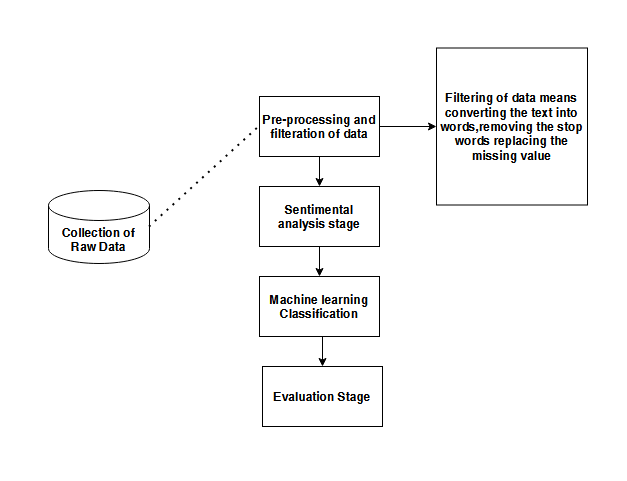 Collection of
Raw Data
Pre-processing and
filteration of data
Filtering of data means
converting the text into
words,removing the stop
words replacing the
missing value
Sentimental
analysis stage
Machine learning
Classification
Evaluation Stage